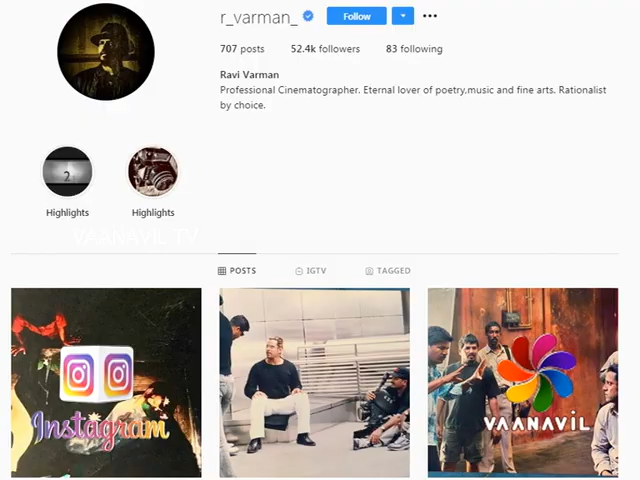 r_varman_ Follow
707 posts 52.4k followers 83 following
Ravi Varman
Professional Cinematographer. Eternal lover of poetry,music and fine arts. Rationalist
by choice.
2
Highlights Highlights
VAANAVIL TV
POSTS IGTV TAGGED
Instagram
VAANAVIL